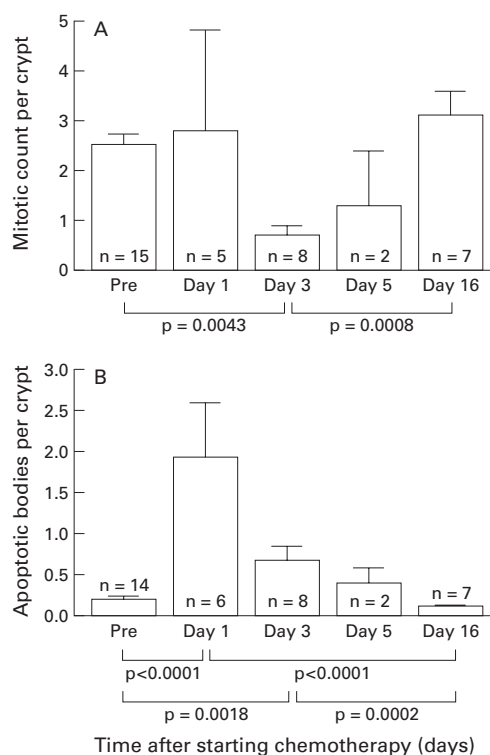 A
Mitotic count per crypt
5
4
3
2
1
0
n = 15
n = 5
n = 8
n = 2
n = 7
Pre
Day 1
Day 3
Day 5
Day 16
p = 0.0043
p = 0.0008
B
Apoptotic bodies per crypt
3.0
2.5
2.0
1.5
1.0
0.5
0.0
n = 14
n = 6
n = 8
n = 2
n = 7
Pre
Day 1
Day 3
Day 5
Day 16
p<0.0001
p<0.0001
p = 0.0018
p = 0.0002
Time after starting chemotherapy (days)